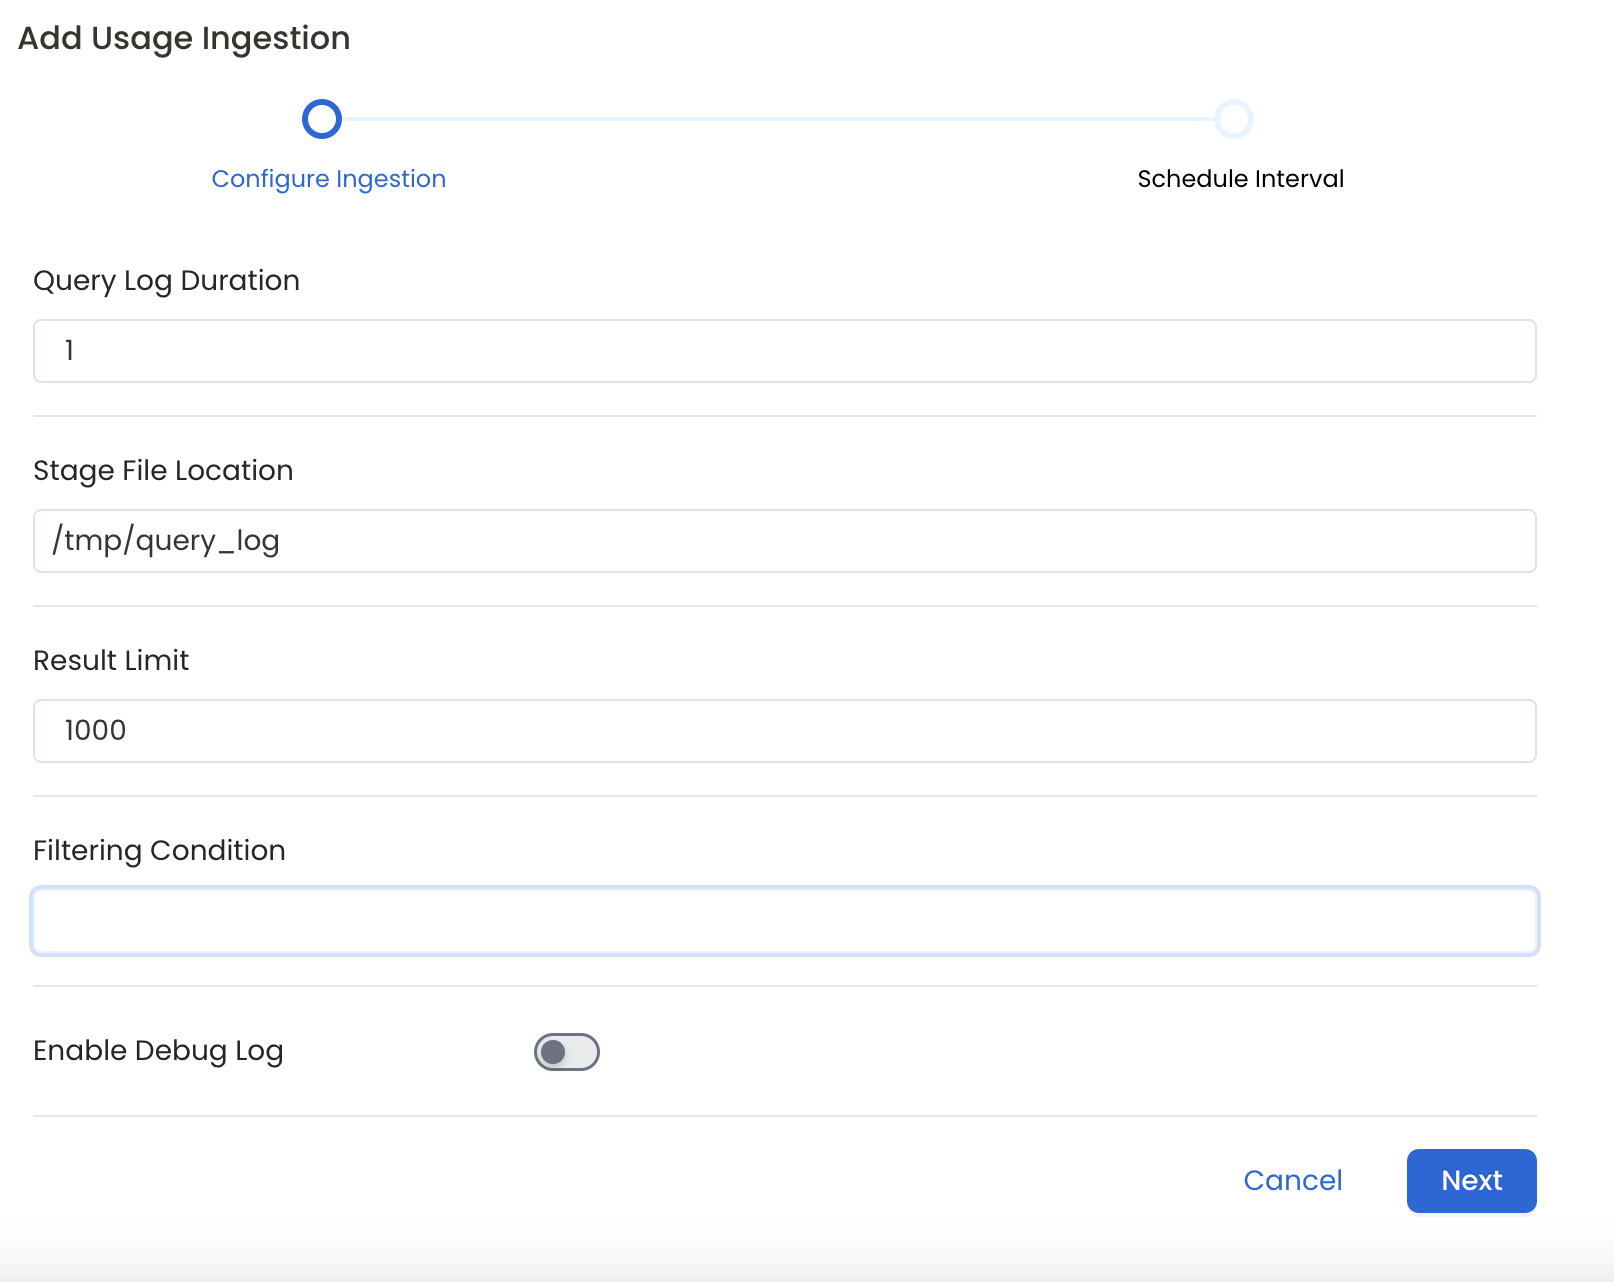 Add Usage Ingestion
Configure Ingestion
Schedule Interval
Query Log Duration
1
Stage File Location
/tmp/query_log
Result Limit
1000
Filtering Condition
Enable Debug Log
Cancel
Next